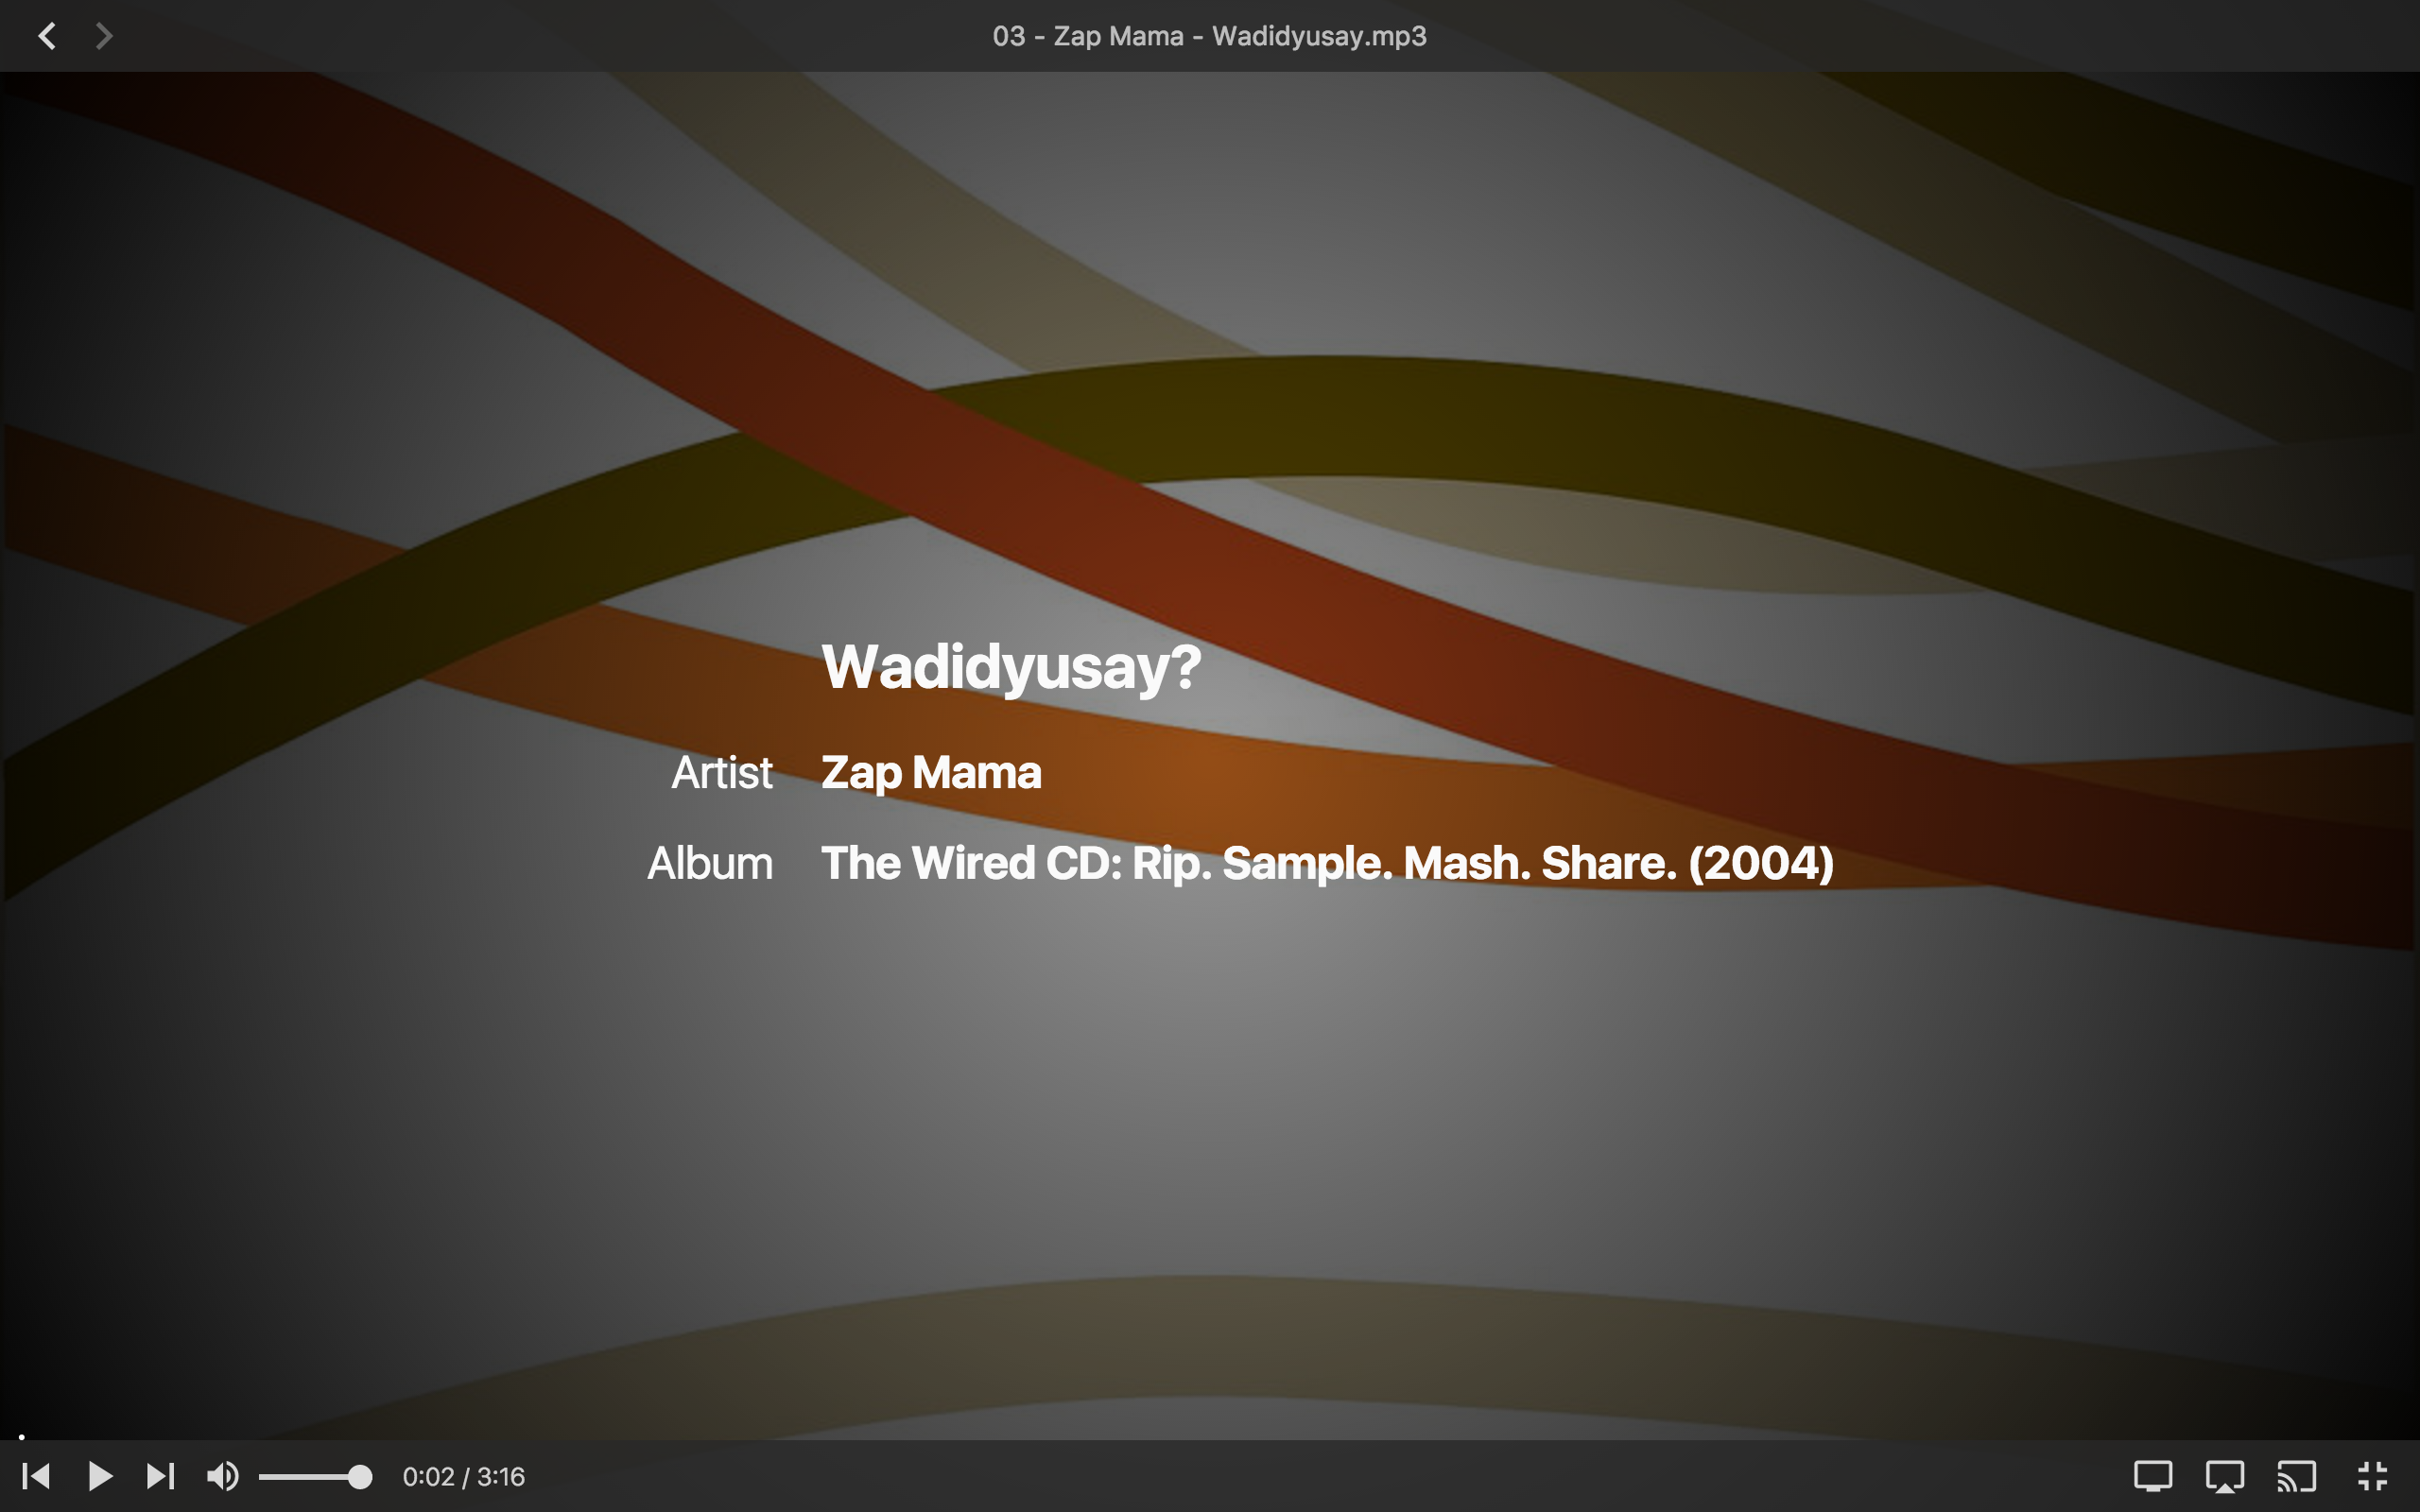 03 - Zap Mama - Wadidyusay.mp3
Wadidyusay?
Artist Zap Mama
Album The Wired CD: Rip. Sample. Mash. Share. (2004)
0:02 / 3:16